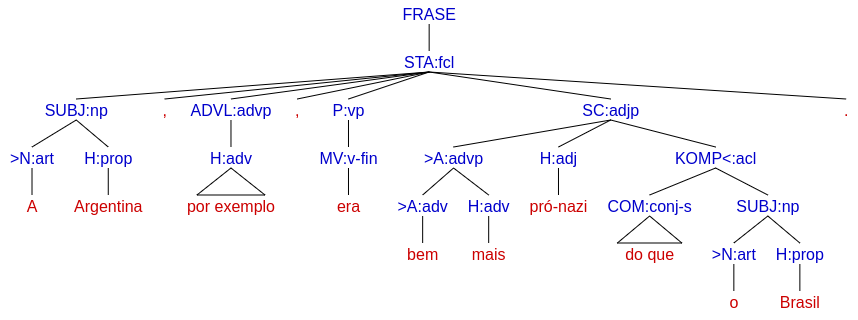 FRASE
STA:fcl
SUBJ:np , ADVL:advp , P:vp SC:adjp .
>N:art H:prop H:adv MV:v-fin >A:advp H:adj KOMP<:acl
A Argentina por exemplo era >A:adv H:adv pró-nazi COM:conj-s SUBJ:np
bem mais do que >N:art H:prop
o Brasil